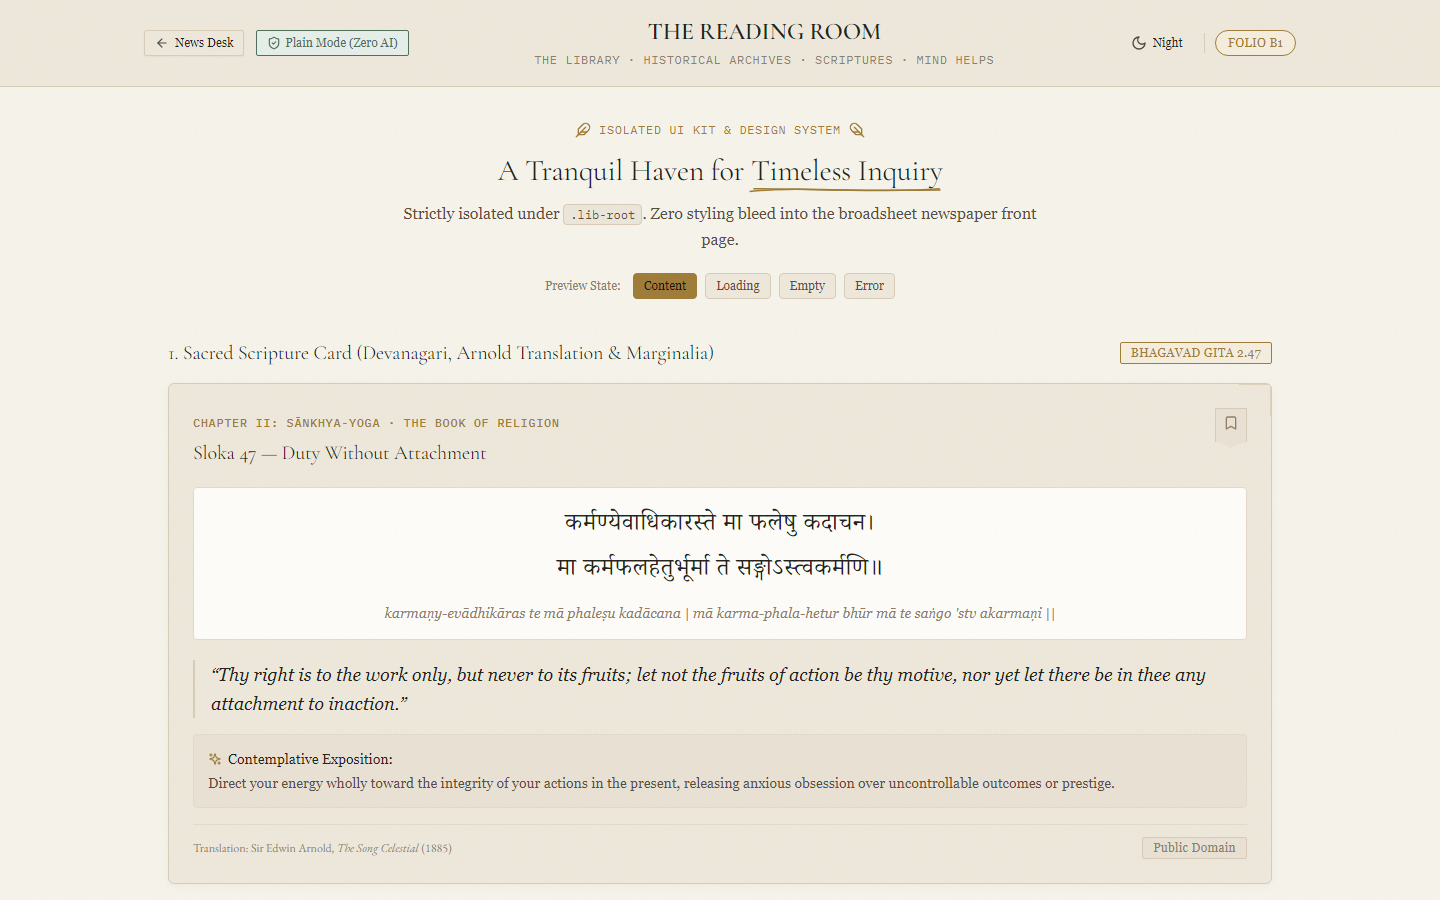 News Desk
Plain Mode (Zero AI)
THE READING ROOM
THE LIBRARY · HISTORICAL ARCHIVES · SCRIPTURES · MIND HELPS
Night
FOLIO B1
ISOLATED UI KIT & DESIGN SYSTEM
A Tranquil Haven for Timeless Inquiry
Strictly isolated under .lib-root. Zero styling bleed into the broadsheet newspaper front
page.
Preview State:
Content
Loading
Empty
Error
1. Sacred Scripture Card (Devanagari, Arnold Translation & Marginalia)
BHAGAVAD GITA 2.47
CHAPTER II: SĀNKHYA-YOGA · THE BOOK OF RELIGION
Sloka 47 — Duty Without Attachment
कर्मण्येवाधिकारस्ते मा फलेषु कदाचन।
मा कर्मफलहेतुर्भूर्मा ते सङ्गोऽस्त्वकर्मणि॥
karmaṇy-evādhikāras te mā phaleṣu kadācana | mā karma-phala-hetur bhūr mā te saṅgo 'stv akarmaṇi ||
“Thy right is to the work only, but never to its fruits; let not the fruits of action be thy motive, nor yet let there be in thee any
attachment to inaction.”
Contemplative Exposition:
Direct your energy wholly toward the integrity of your actions in the present, releasing anxious obsession over uncontrollable outcomes or prestige.
Translation: Sir Edwin Arnold, The Song Celestial (1885)
Public Domain